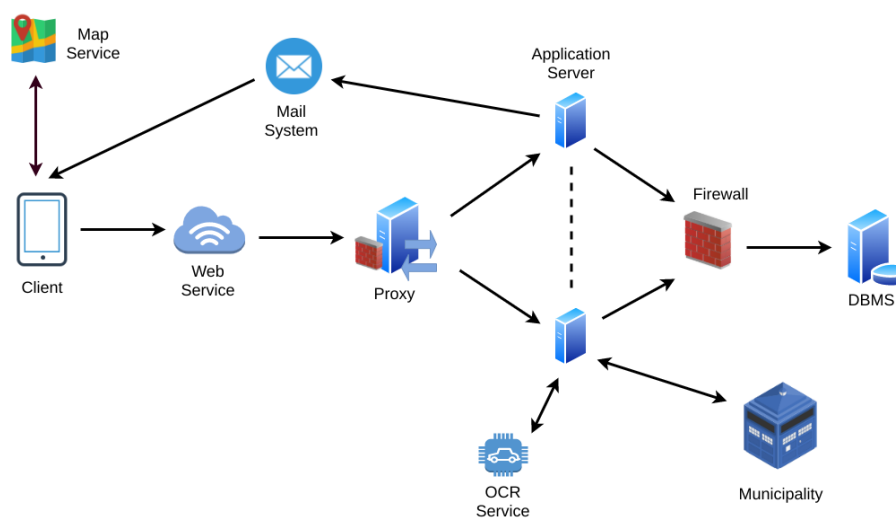 Map
Service
Mail
System
Application
Server
Firewall
Client
Web
Service
Proxy
DBMS
OCR
Service
Municipality